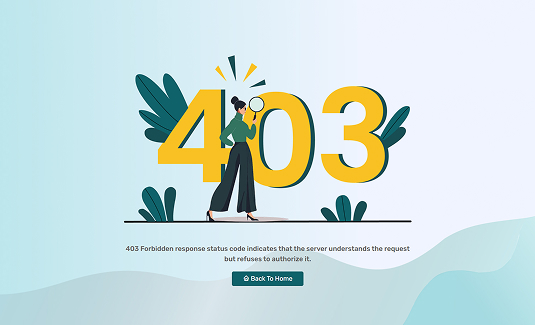 403
403 Forbidden response status code indicates that the server understands the request
but refuses to authorize it.
Back To Home